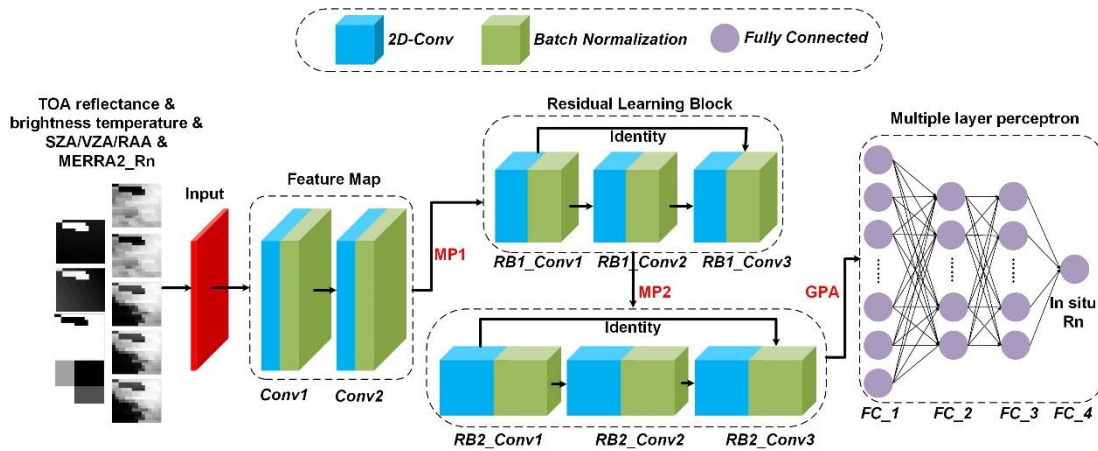 2D-Conv
Batch Normalization
Fully Connected
TOA reflectance &
brightness temperature &
SZA/VZA/RAA &
MERRA2_Rn
Input
Feature Map
Conv1
Conv2
MP1
Residual Learning Block
Identity
RB1_Conv1
RB1_Conv2
RB1_Conv3
MP2
Identity
RB2_Conv1
RB2_Conv2
RB2_Conv3
GPA
Multiple layer perceptron
In situ
Rn
FC_1
FC_2
FC_3
FC_4